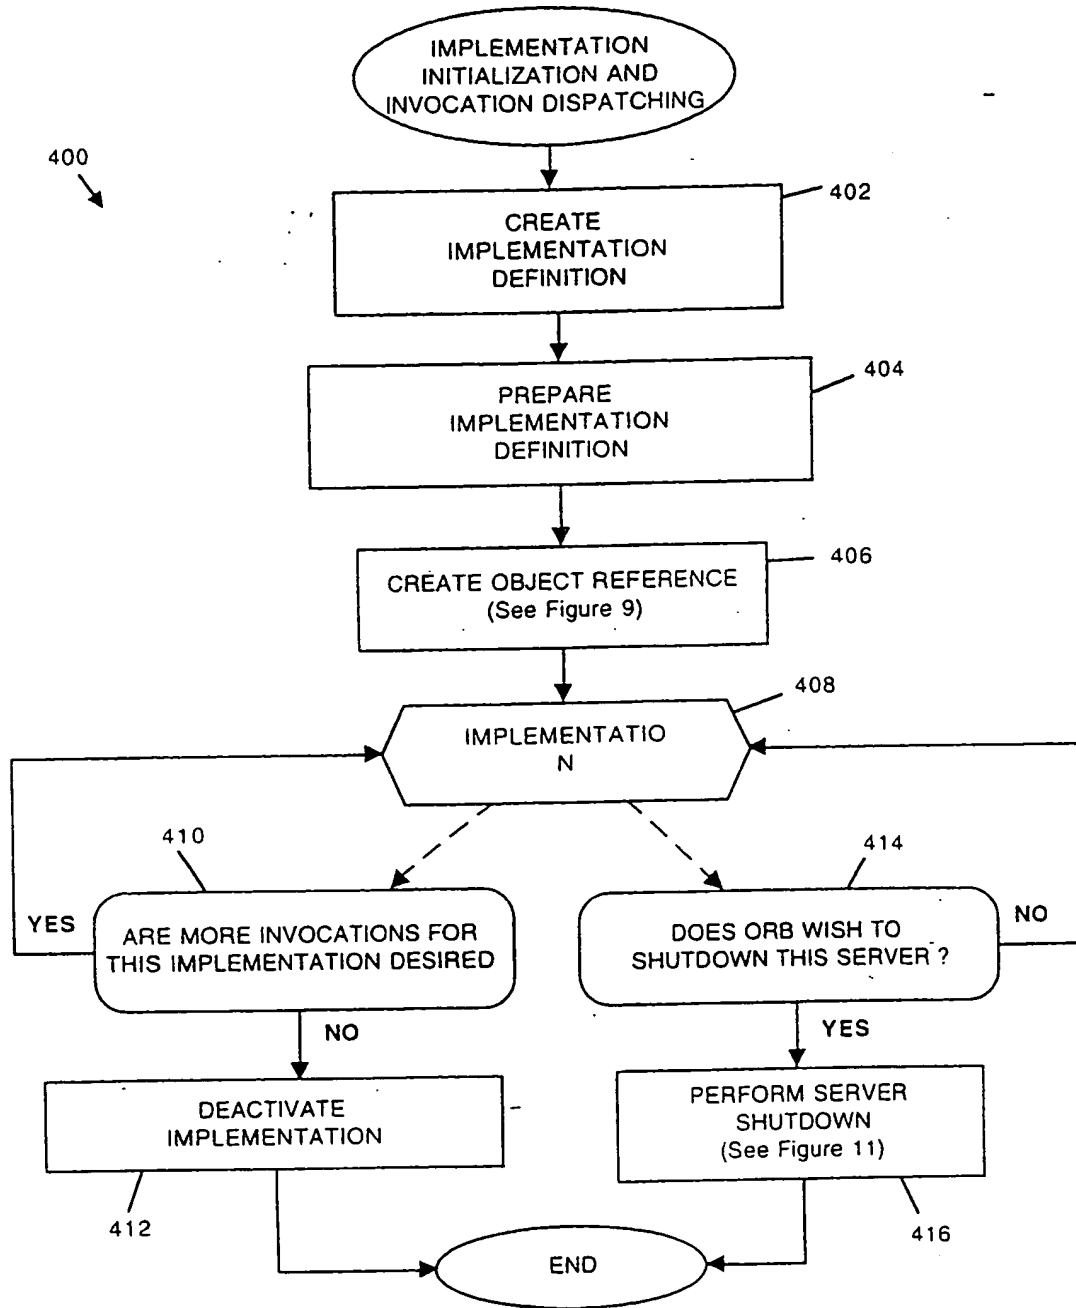 IMPLEMENTATION
INITIALIZATION AND
INVOCATION DISPATCHING
400
402
CREATE
IMPLEMENTATION
DEFINITION
404
PREPARE
IMPLEMENTATION
DEFINITION
406
CREATE OBJECT REFERENCE
(See Figure 9)
408
IMPLEMENTATIO
N
410
414
YES
ARE MORE INVOCATIONS FOR
THIS IMPLEMENTATION DESIRED
DOES ORB WISH TO
SHUTDOWN THIS SERVER ?
NO
NO
YES
DEACTIVATE
IMPLEMENTATION
PERFORM SERVER
SHUTDOWN
(See Figure 11)
412
416
END